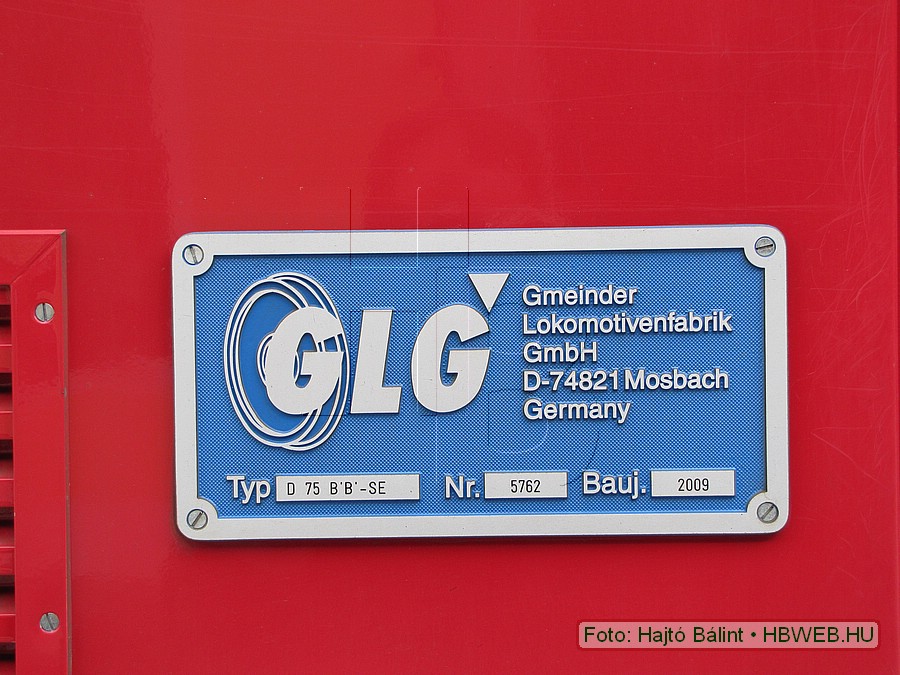 GLG
Gmeinder
Lokomotivenfabrik
GmbH
D-74821 Mosbach
Germany
Typ D 75 B'B'-SE Nr. 5762 Bauj. 2009
Foto: Hajtó Bálint • HBWEB.HU